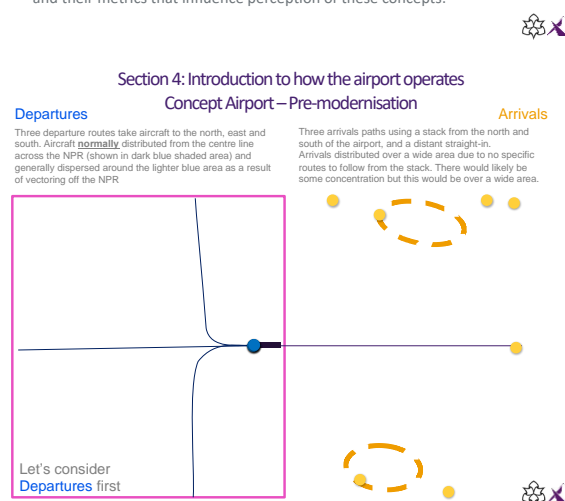 and their metrics that influence perception of these concepts.
Section 4: Introduction to how the airport operates
Concept Airport – Pre-modernisation
Departures
Three departure routes take aircraft to the north, east and
south. Aircraft normally distributed from the centre line
across the NPR (shown in dark blue shaded area) and
generally dispersed around the lighter blue area as a result
of vectoring off the NPR
Arrivals
Three arrivals paths using a stack from the north and
south of the airport, and a distant straight-in.
Arrivals distributed over a wide area due to no specific
routes to follow from the stack. There would likely be
some concentration but this would be over a wide area.
Let's consider
Departures first